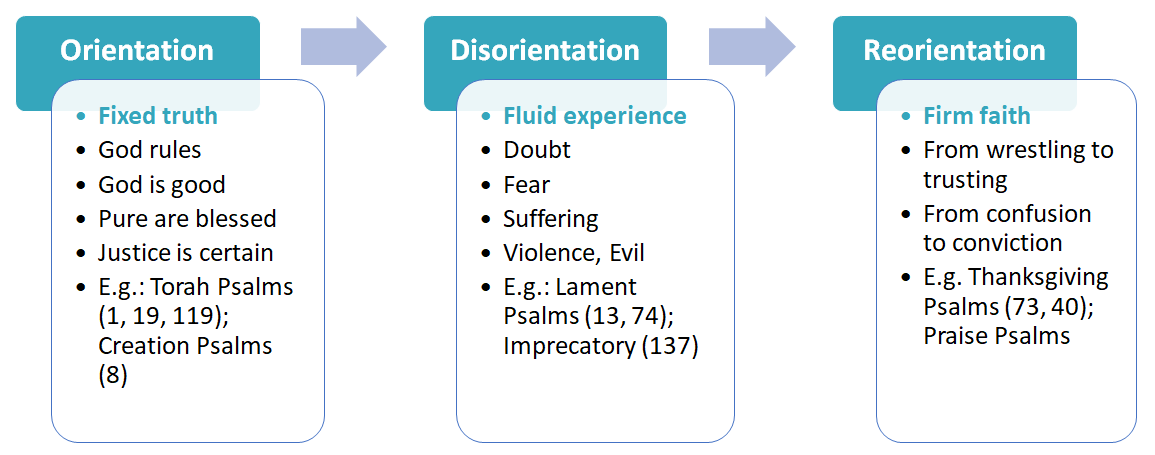 Orientation
• Fixed truth
• God rules
• God is good
• Pure are blessed
• Justice is certain
• E.g.: Torah Psalms
(1, 19, 119);
Creation Psalms
(8)
Disorientation
• Fluid experience
• Doubt
• Fear
• Suffering
• Violence, Evil
• E.g.: Lament
Psalms (13, 74);
Imprecatory (137)
Reorientation
• Firm faith
• From wrestling to
trusting
• From confusion
to conviction
• E.g. Thanksgiving
Psalms (73, 40);
Praise Psalms